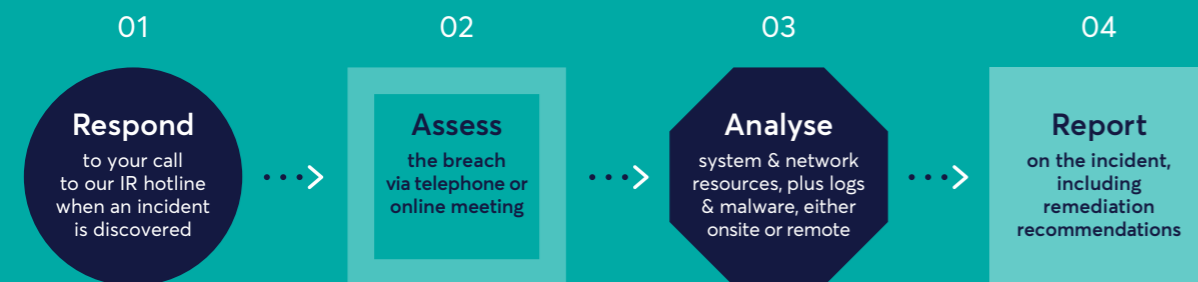 01
Respond
to your call
to our IR hotline
when an incident
is discovered
02
Assess
the breach
via telephone or
online meeting
03
Analyse
system & network
resources, plus logs
& malware, either
onsite or remote
04
Report
on the incident,
including
remediation
recommendations